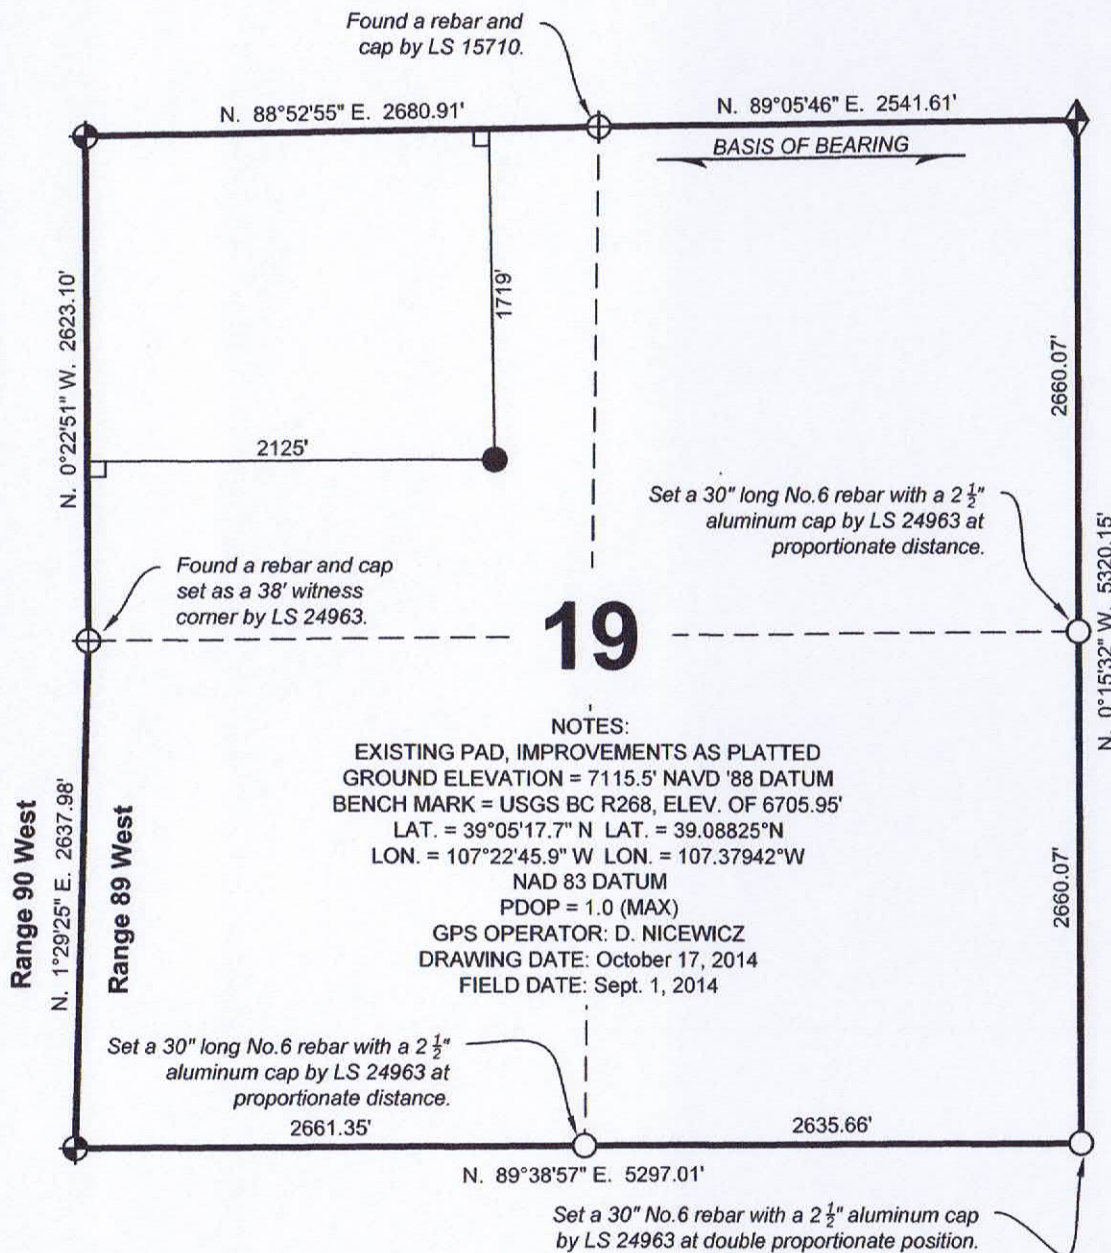 Found a rebar and
cap by LS 15710.
N. 88°52'55" E. 2680.91'
N. 89°05'46" E. 2541.61'
BASIS OF BEARING
N. 0°22'51" W. 2623.10'
1719'
2660.07'
2125'
Set a 30" long No.6 rebar with a 2 ½"
aluminum cap by LS 24963 at
proportionate distance.
N. 0°15'32" W. 5320.15'
Found a rebar and cap
set as a 38' witness
corner by LS 24963.
19
NOTES:
EXISTING PAD, IMPROVEMENTS AS PLATTED
GROUND ELEVATION = 7115.5' NAVD '88 DATUM
BENCH MARK = USGS BC R268, ELEV. OF 6705.95'
LAT. = 39°05'17.7" N LAT. = 39.08825°N
LON. = 107°22'45.9" W LON. = 107.37942°W
NAD 83 DATUM
PDOP = 1.0 (MAX)
GPS OPERATOR: D. NICEWICZ
DRAWING DATE: October 17, 2014
FIELD DATE: Sept. 1, 2014
Range 90 West
N. 1°29'25" E. 2637.98'
Range 89 West
2660.07'
Set a 30" long No.6 rebar with a 2 ½"
aluminum cap by LS 24963 at
proportionate distance.
2661.35'
2635.66'
N. 89°38'57" E. 5297.01'
Set a 30" No.6 rebar with a 2 ½" aluminum cap
by LS 24963 at double proportionate position.